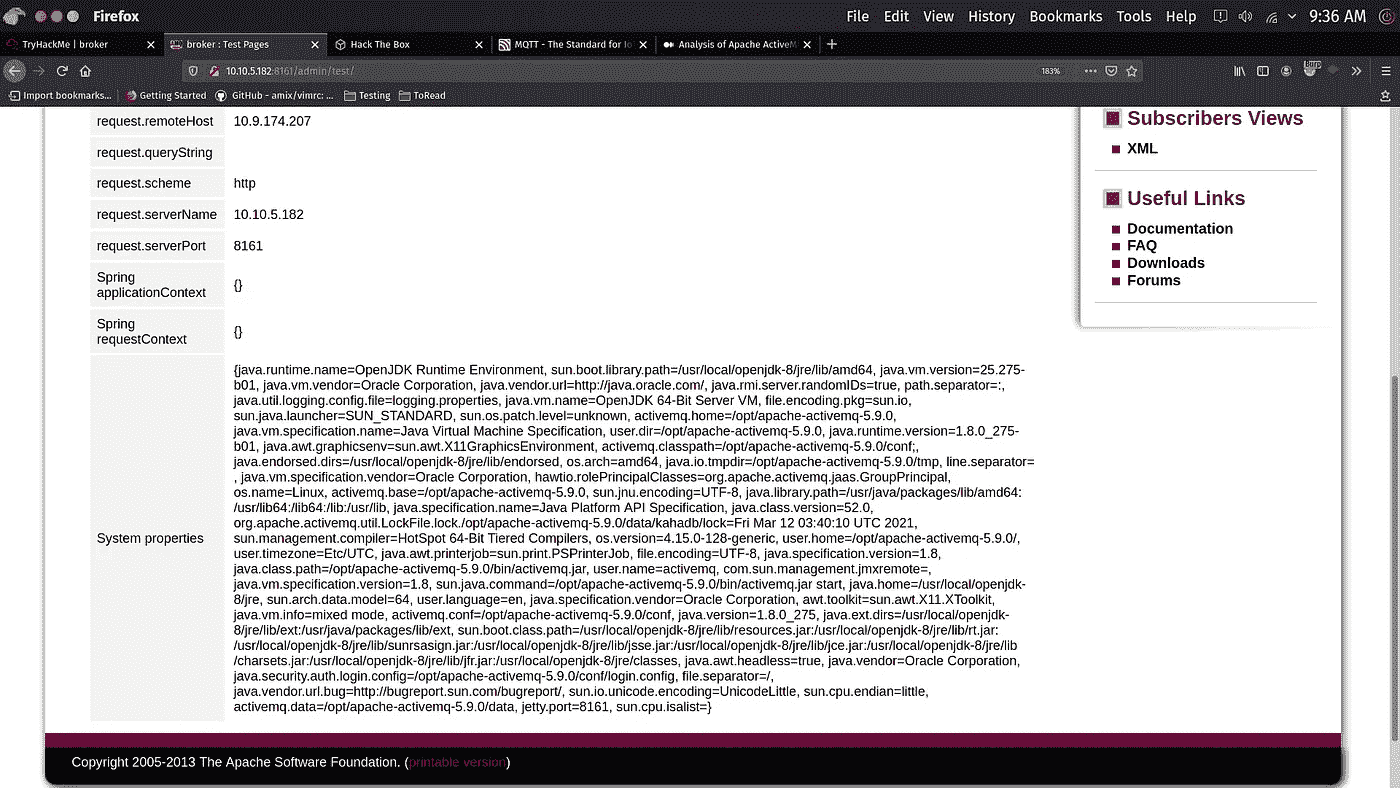 Firefox
File Edit View History Bookmarks Tools Help
9:36 AM
TryHackMe | broker
broker : Test Pages
Hack The Box
MQTT - The Standard for Io
Analysis of Apache ActiveM
10.10.5.182:8161/admin/test/
183%
Import bookmarks...
Getting Started
GitHub - amix/vimrc: ...
Testing
ToRead
request.remoteHost 10.9.174.207
request.queryString
request.scheme http
request.serverName 10.10.5.182
request.serverPort 8161
Spring
applicationContext
{}
Spring
requestContext
{}
System properties
{java.runtime.name=OpenJDK Runtime Environment, sun.boot.library.path=/usr/local/openjdk-8/jre/lib/amd64, java.vm.version=25.275-
b01, java.vm.vendor=Oracle Corporation, java.vendor.url=http://java.oracle.com/, java.rmi.server.randomIDs=true, path.separator=:,
java.util.logging.config.file=logging.properties, java.vm.name=OpenJDK 64-Bit Server VM, file.encoding.pkg=sun.io,
sun.java.launcher=SUN_STANDARD, sun.os.patch.level=unknown, activemq.home=/opt/apache-activemq-5.9.0,
java.vm.specification.name=Java Virtual Machine Specification, user.dir=/opt/apache-activemq-5.9.0, java.runtime.version=1.8.0_275-
b01, java.awt.graphicsenv=sun.awt.X11GraphicsEnvironment, activemq.classpath=/opt/apache-activemq-5.9.0/conf;,
java.endorsed.dirs=/usr/local/openjdk-8/jre/lib/endorsed, os.arch=amd64, java.io.tmpdir=/opt/apache-activemq-5.9.0/tmp, line.separator=
, java.vm.specification.vendor=Oracle Corporation, hawtio.rolePrincipalClasses=org.apache.activemq.jaas.GroupPrincipal,
os.name=Linux, activemq.base=/opt/apache-activemq-5.9.0, sun.jnu.encoding=UTF-8, java.library.path=/usr/java/packages/lib/amd64:
/usr/lib64:/lib64:/lib:/usr/lib, java.specification.name=Java Platform API Specification, java.class.version=52.0,
org.apache.activemq.util.LockFile.lock./opt/apache-activemq-5.9.0/data/kahadb/lock=Fri Mar 12 03:40:10 UTC 2021,
sun.management.compiler=HotSpot 64-Bit Tiered Compilers, os.version=4.15.0-128-generic, user.home=/opt/apache-activemq-5.9.0/,
user.timezone=Etc/UTC, java.awt.printerjob=sun.print.PSPrinterJob, file.encoding=UTF-8, java.specification.version=1.8,
java.class.path=/opt/apache-activemq-5.9.0/bin/activemq.jar, user.name=activemq, com.sun.management.jmxremote=,
java.vm.specification.version=1.8, sun.java.command=/opt/apache-activemq-5.9.0/bin/activemq.jar start, java.home=/usr/local/openjdk-
8/jre, sun.arch.data.model=64, user.language=en, java.specification.vendor=Oracle Corporation, awt.toolkit=sun.awt.X11.XToolkit,
java.vm.info=mixed mode, activemq.conf=/opt/apache-activemq-5.9.0/conf, java.version=1.8.0_275, java.ext.dirs=/usr/local/openjdk-
8/jre/lib/ext:/usr/java/packages/lib/ext, sun.boot.class.path=/usr/local/openjdk-8/jre/lib/resources.jar:/usr/local/openjdk-8/jre/lib/rt.jar:
/usr/local/openjdk-8/jre/lib/sunrsasign.jar:/usr/local/openjdk-8/jre/lib/jsse.jar:/usr/local/openjdk-8/jre/lib/jce.jar:/usr/local/openjdk-8/jre/lib
/charsets.jar:/usr/local/openjdk-8/jre/lib/jfr.jar:/usr/local/openjdk-8/jre/classes, java.awt.headless=true, java.vendor=Oracle Corporation,
java.security.auth.login.config=/opt/apache-activemq-5.9.0/conf/login.config, file.separator=/,
java.vendor.url.bug=http://bugreport.sun.com/bugreport/, sun.io.unicode.encoding=UnicodeLittle, sun.cpu.endian=little,
activemq.data=/opt/apache-activemq-5.9.0/data, jetty.port=8161, sun.cpu.isalist=}
Subscribers Views
XML
Useful Links
Documentation
FAQ
Downloads
Forums
Copyright 2005-2013 The Apache Software Foundation. (printable version)